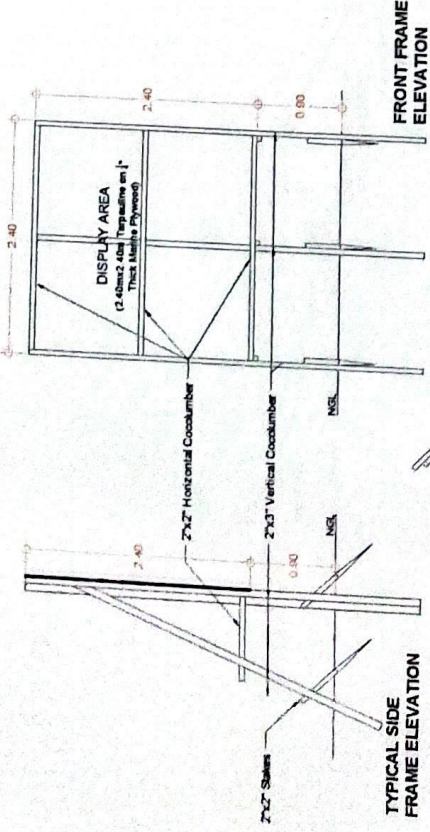 2.40
2.40
DISPLAY AREA
(2.40mx2.40m Tarpauline on
Thick Marine Plywood)
0.90
NGL
FRONT FRAME
ELEVATION
2"x2" Horizontal Cocolumber
2"x3" Vertical Cocolumber
2.40
0.90
NGL
2"x2" Stakes
TYPICAL SIDE
FRAME ELEVATION